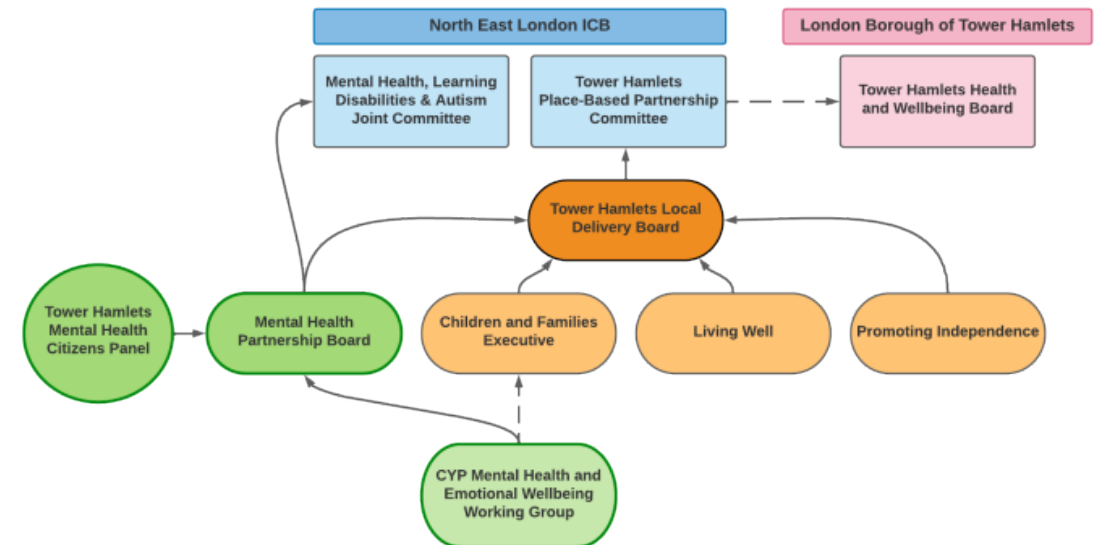 North East London ICB
London Borough of Tower Hamlets
Mental Health, Learning
Disabilities & Autism
Joint Committee
Tower Hamlets
Place-Based Partnership
Committee
Tower Hamlets Health
and Wellbeing Board
Tower Hamlets Local
Delivery Board
Tower Hamlets
Mental Health
Citizens Panel
Mental Health
Partnership Board
Children and Families
Executive
Living Well
Promoting Independence
CYP Mental Health and
Emotional Wellbeing
Working Group